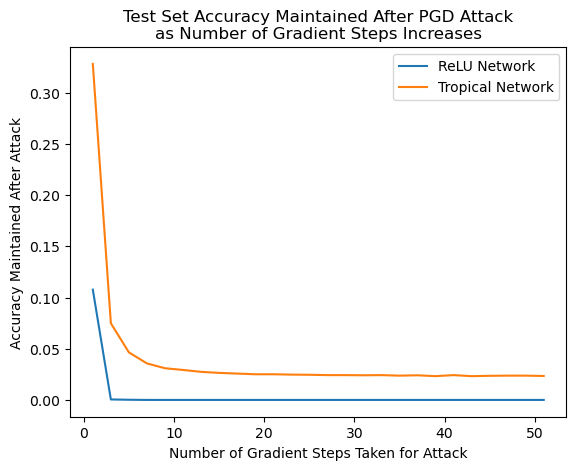 Test Set Accuracy Maintained After PGD Attack
as Number of Gradient Steps Increases
ReLU Network
Tropical Network
Accuracy Maintained After Attack
0.30
0.25
0.20
0.15
0.10
0.05
0.00
0
10
20
30
40
50
Number of Gradient Steps Taken for Attack